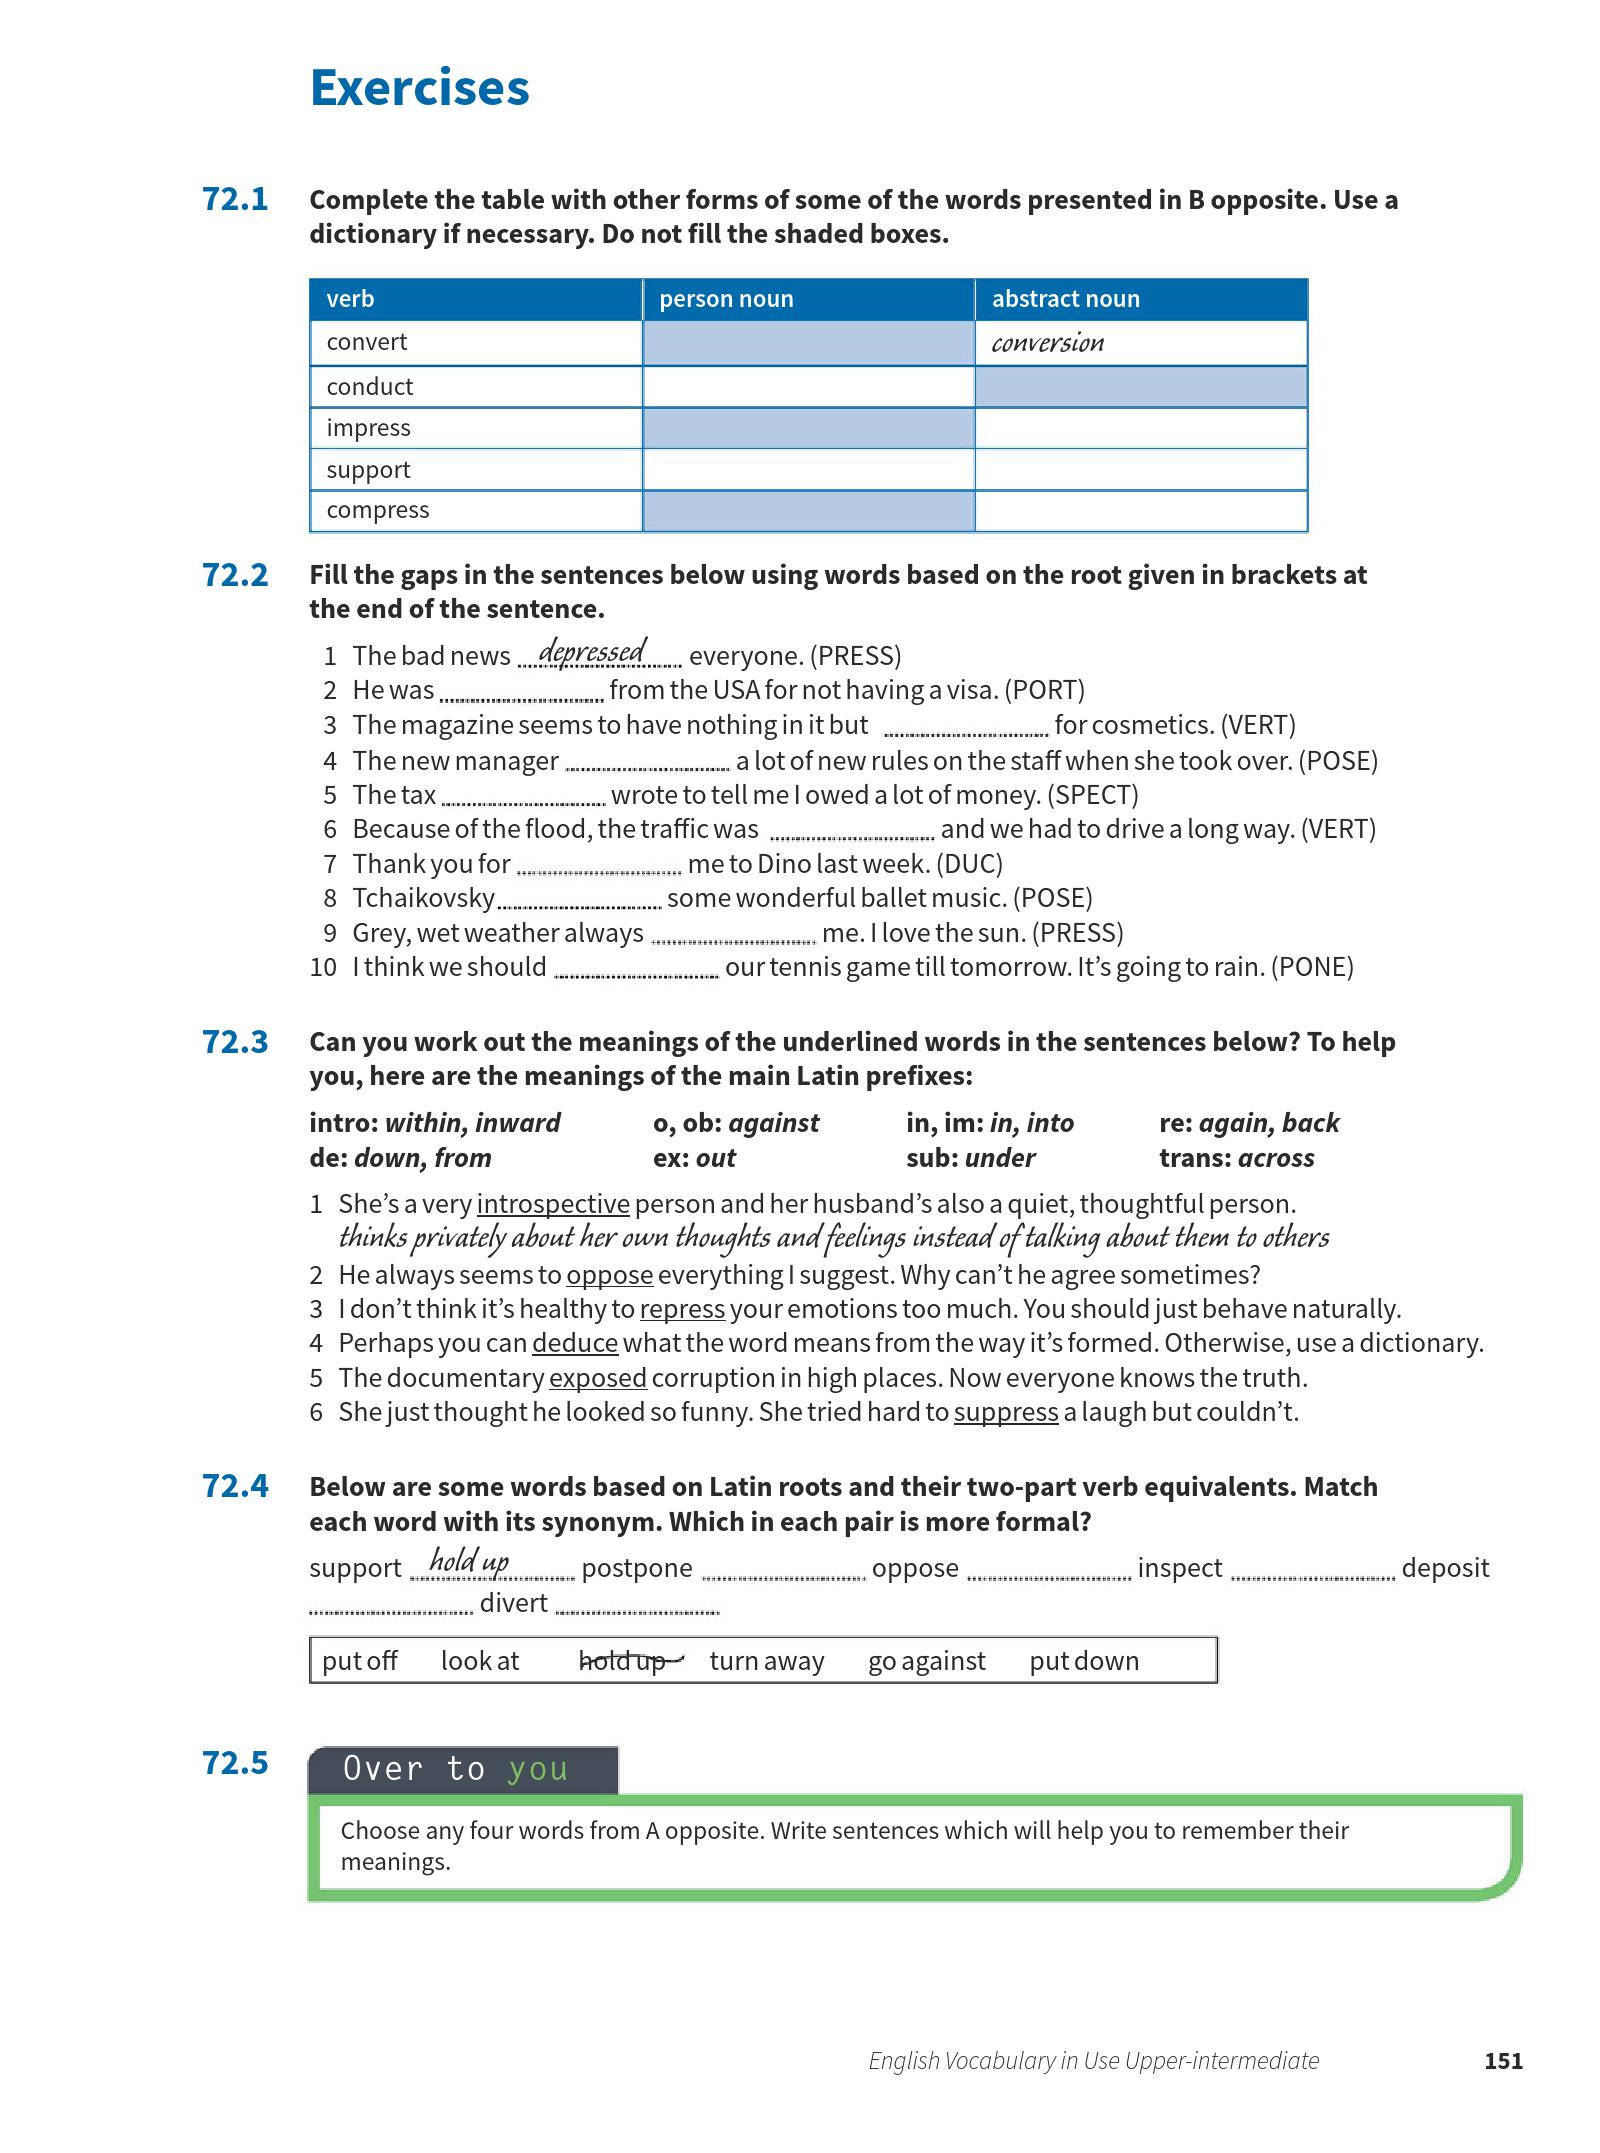 Exercises
72.1 Complete the table with other forms of some of the words presented in B opposite. Use a
dictionary if necessary. Do not fill the shaded boxes.
verb person noun abstract noun
convert conversion
conduct
impress
support
compress
72.2 Fill the gaps in the sentences below using words based on the root given in brackets at
the end of the sentence.
1 The bad news depressed everyone. (PRESS)
2 He was .......................... from the USA for not having a visa. (PORT)
3 The magazine seems to have nothing in it but .......................... for cosmetics. (VERT)
4 The new manager .......................... a lot of new rules on the staff when she took over. (POSE)
5 The tax .......................... wrote to tell me I owed a lot of money. (SPECT)
6 Because of the flood, the traffic was .......................... and we had to drive a long way. (VERT)
7 Thank you for .......................... me to Dino last week. (DUC)
8 Tchaikovsky .......................... some wonderful ballet music. (POSE)
9 Grey, wet weather always .......................... me. I love the sun. (PRESS)
10 I think we should .......................... our tennis game till tomorrow. It's going to rain. (PONE)
72.3 Can you work out the meanings of the underlined words in the sentences below? To help
you, here are the meanings of the main Latin prefixes:
intro: within, inward o, ob: against in, im: in, into re: again, back
de: down, from ex: out sub: under trans: across
1 She's a very introspective person and her husband's also a quiet, thoughtful person.
thinks privately about her own thoughts and feelings instead of talking about them to others
2 He always seems to oppose everything I suggest. Why can't he agree sometimes?
3 I don't think it's healthy to repress your emotions too much. You should just behave naturally.
4 Perhaps you can deduce what the word means from the way it's formed. Otherwise, use a dictionary.
5 The documentary exposed corruption in high places. Now everyone knows the truth.
6 She just thought he looked so funny. She tried hard to suppress a laugh but couldn't.
72.4 Below are some words based on Latin roots and their two-part verb equivalents. Match
each word with its synonym. Which in each pair is more formal?
support hold up postpone .......................... oppose .......................... inspect .......................... deposit
.......................... divert ..........................
put off look at hold up turn away go against put down
72.5 Over to you
Choose any four words from A opposite. Write sentences which will help you to remember their
meanings.
English Vocabulary in Use Upper-intermediate 151